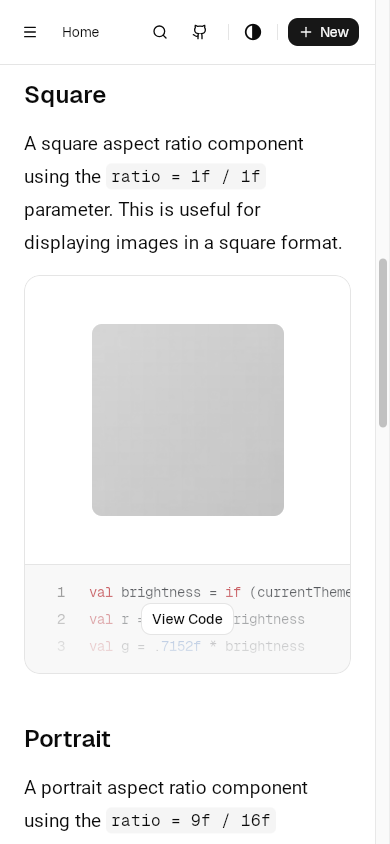 Home
New
Square
A square aspect ratio component
using the ratio = 1f / 1f
parameter. This is useful for
displaying images in a square format.
1 val brightness = if (currentTheme
2 val r = rightness
View Code
3 val g = .7152f * brightness
Portrait
A portrait aspect ratio component
using the ratio = 9f / 16f